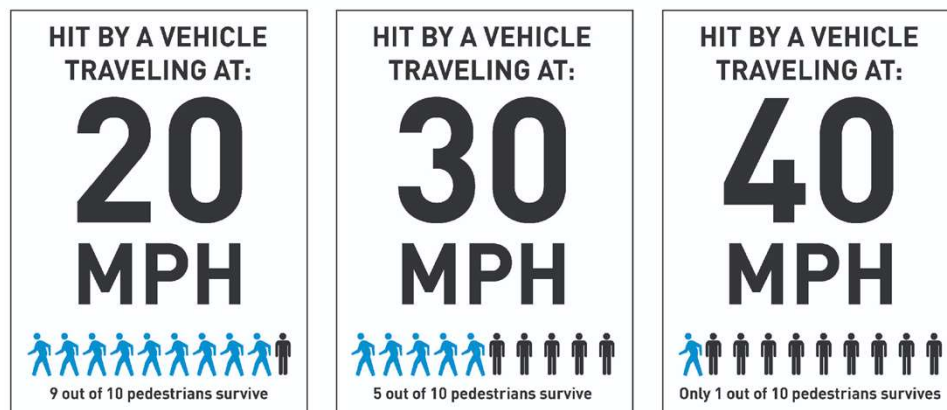 HIT BY A VEHICLE
TRAVELING AT:
20
MPH
9 out of 10 pedestrians survive
HIT BY A VEHICLE
TRAVELING AT:
30
MPH
5 out of 10 pedestrians survive
HIT BY A VEHICLE
TRAVELING AT:
40
MPH
Only 1 out of 10 pedestrians survives